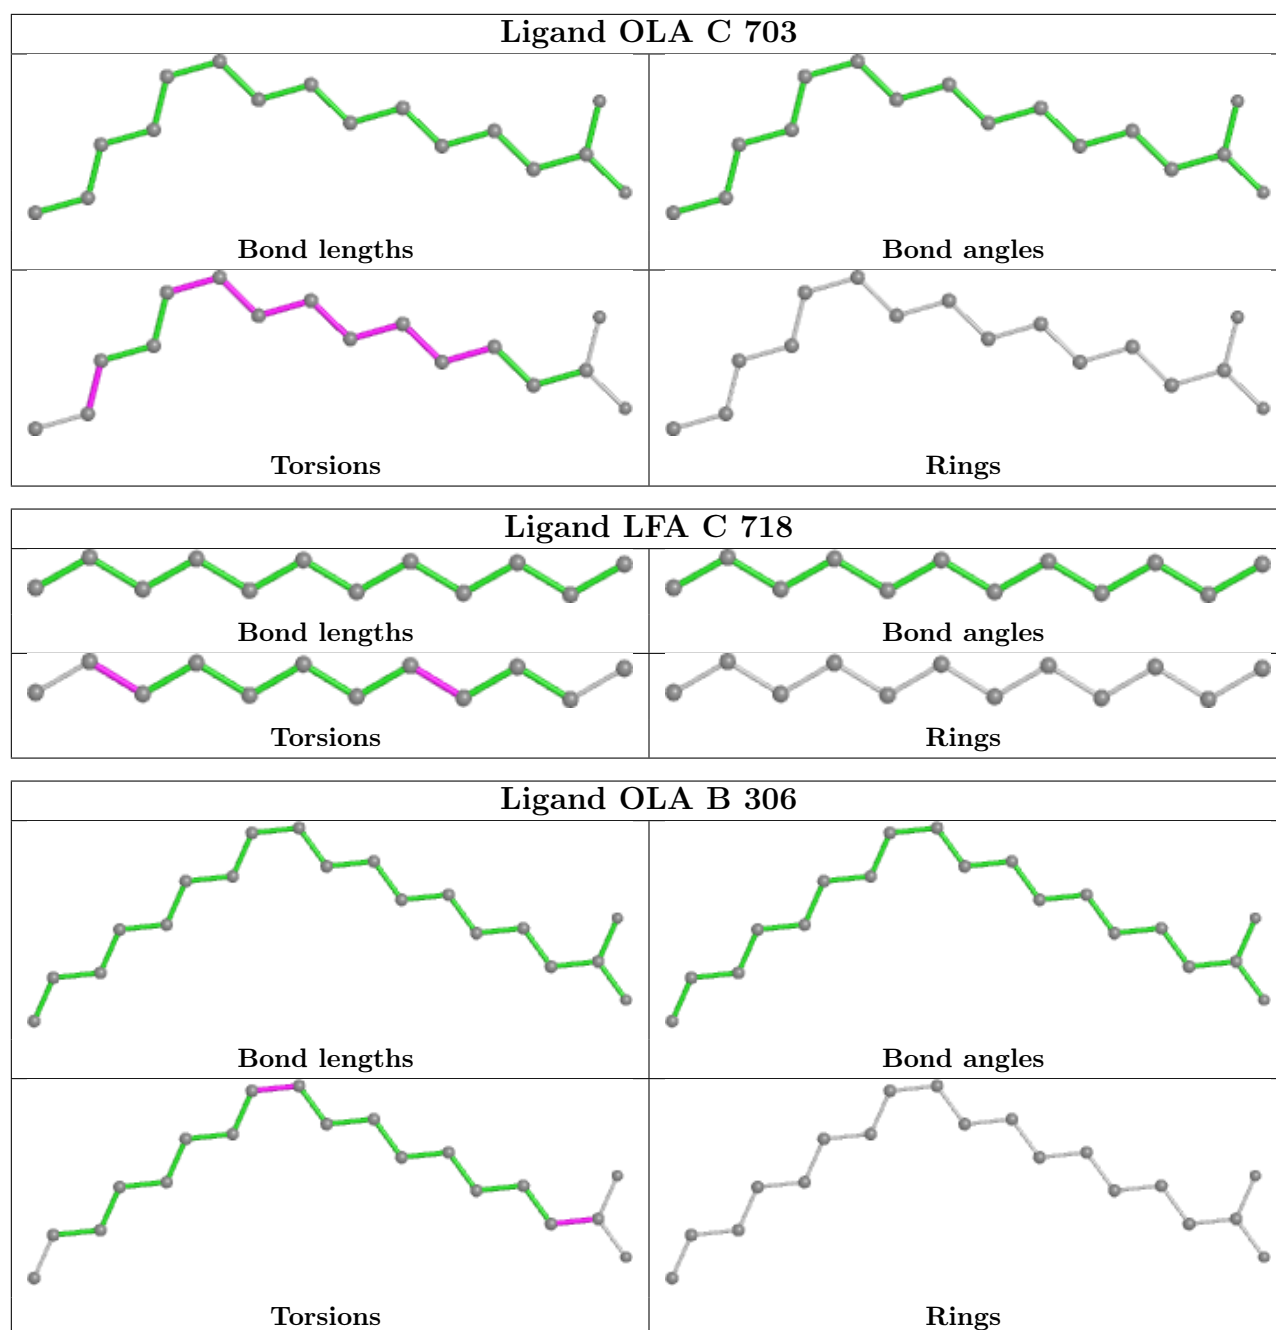 Ligand OLA C 703
Bond lengths
Bond angles
Torsions
Rings
Ligand LFA C 718
Bond lengths
Bond angles
Torsions
Rings
Ligand OLA B 306
Bond lengths
Bond angles
Torsions
Rings